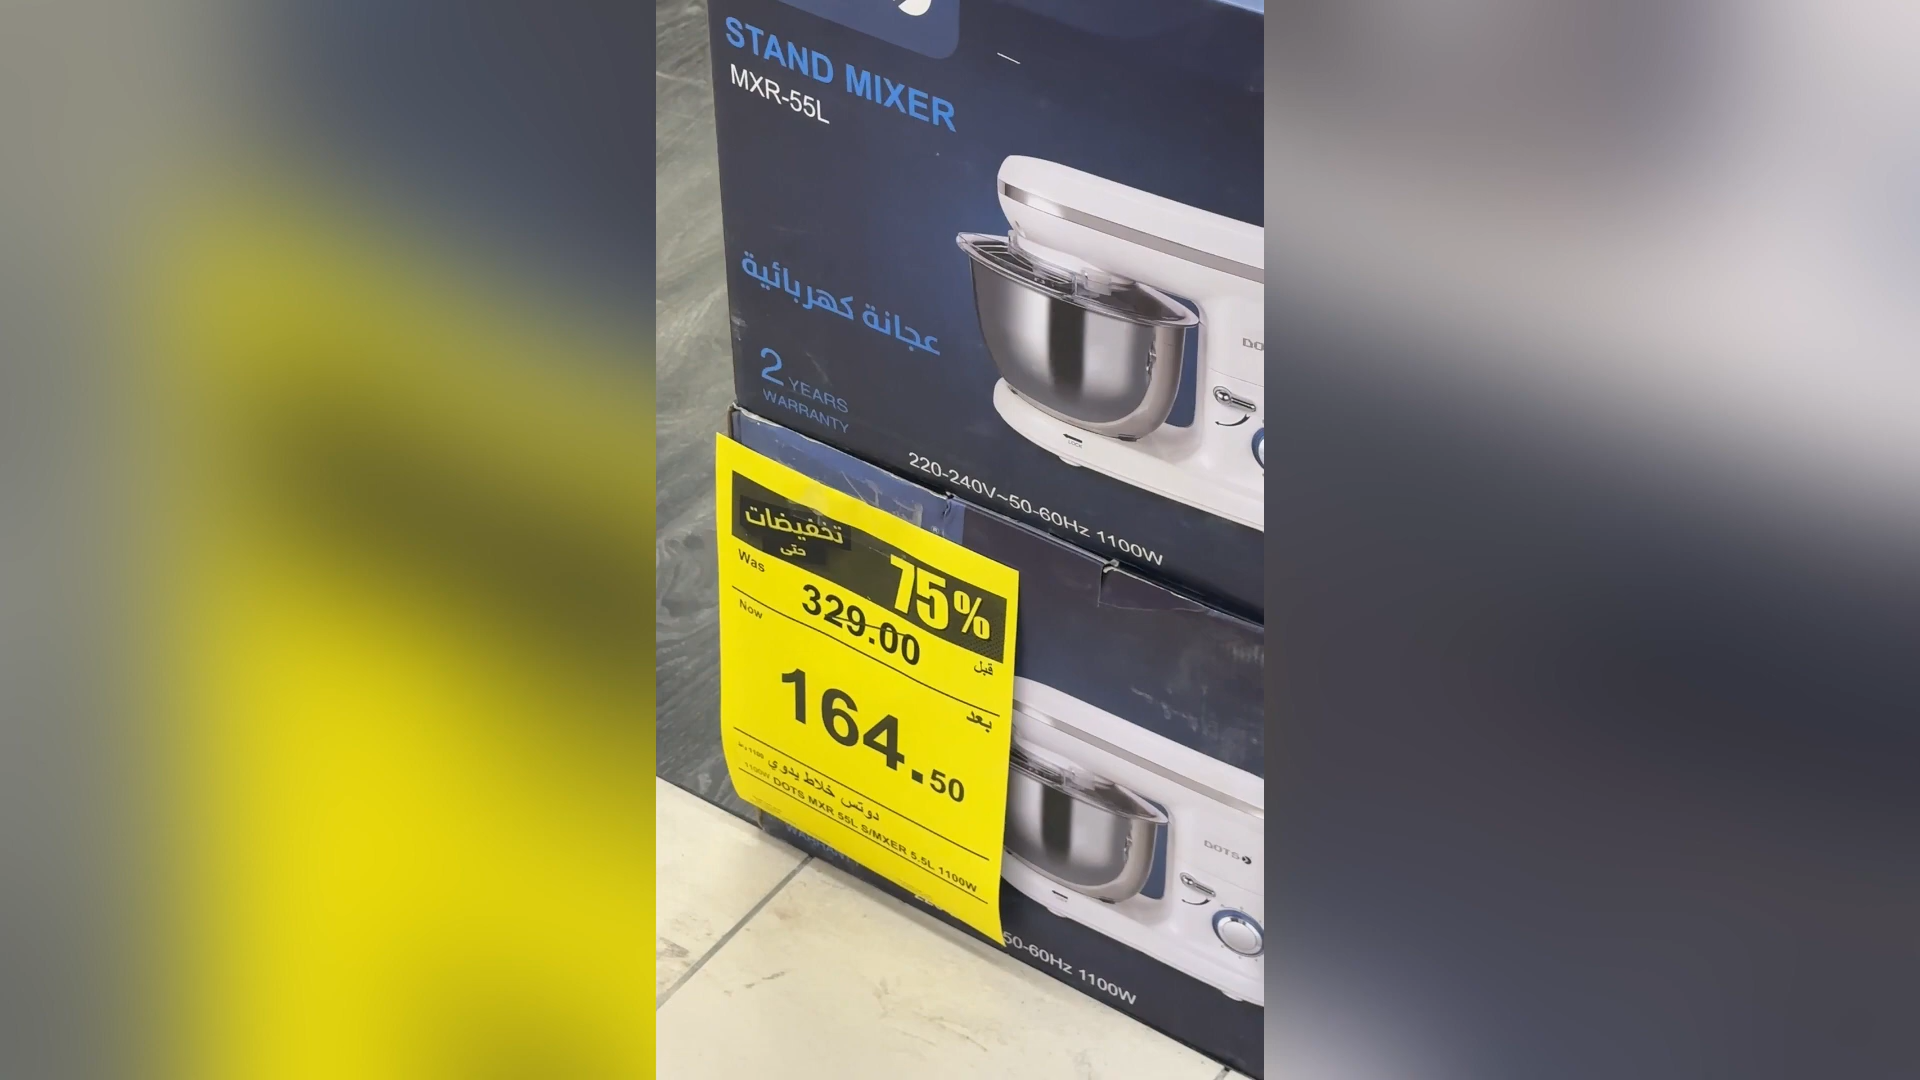 STAND MIXER
MXR-55L
عجانة كهربائية
2 YEARS
WARRANTY
LOCK
220-240V~50-60Hz 1100W
تخفيضات
حتى
75%
Was
329.00
قبل
Now
بعد
164.50
دوتس خلاط يدوي
1100W
DOTS MXR 55L S/MXER 5.5L 1100W
DOTS
50-60Hz 1100W